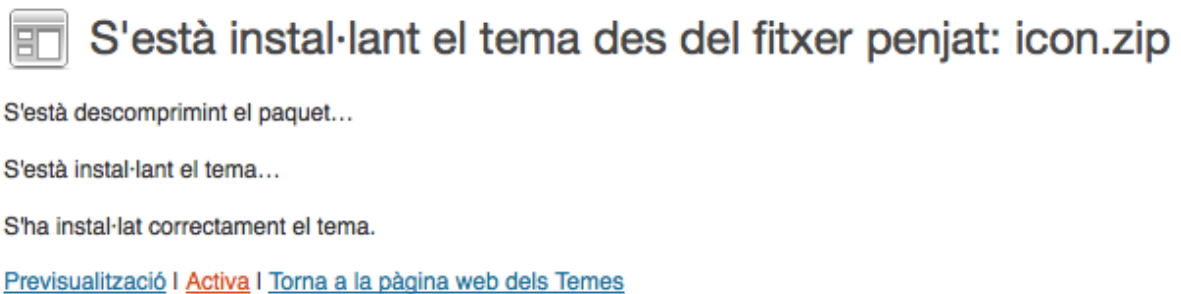 S'està instal·lant el tema des del fitxer penjat: icon.zip
S'està descomprimint el paquet…
S'està instal·lant el tema…
S'ha instal·lat correctament el tema.
Previsualització | Activa | Torna a la pàgina web dels Temes